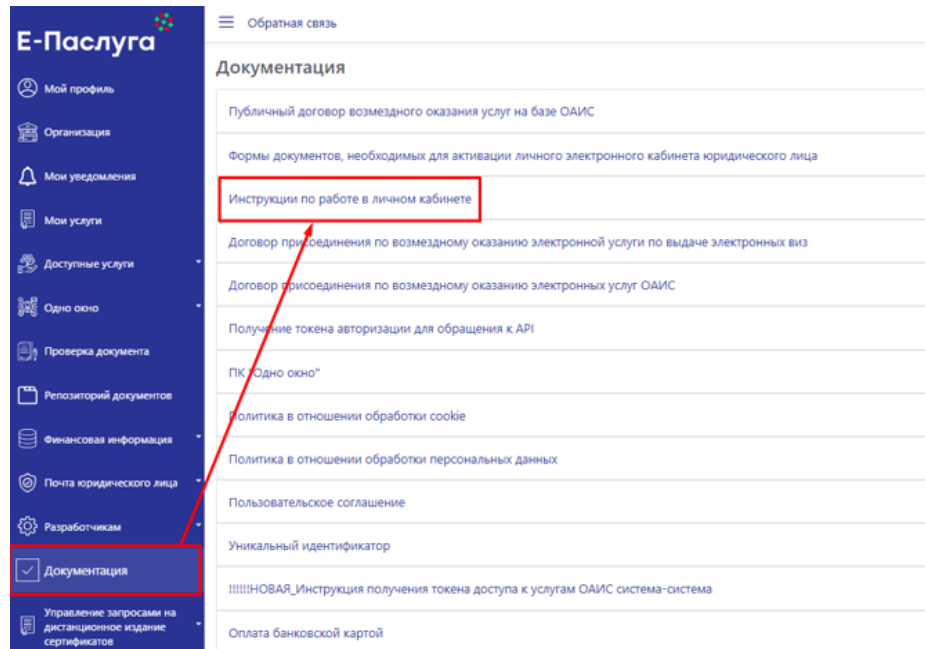 Е-Паслуга
Мой профиль
Организация
Мои уведомления
Мои услуги
Доступные услуги
Одно окно
Проверка документа
Репозиторий документов
Финансовая информация
Почта юридического лица
Разработчикам
Документация
Управление запросами на
дистанционное издание
сертификатов
Обратная связь
Документация
Публичный договор возмездного оказания услуг на базе ОАИС
Формы документов, необходимых для активации личного электронного кабинета юридического лица
Инструкции по работе в личном кабинете
Договор присоединения по возмездному оказанию электронной услуги по выдаче электронных виз
Договор присоединения по возмездному оказанию электронных услуг ОАИС
Получение токена авторизации для обращения к API
ПК "Одно окно"
Политика в отношении обработки cookie
Политика в отношении обработки персональных данных
Пользовательское соглашение
Уникальный идентификатор
!!!!!!НОВАЯ_Инструкция получения токена доступа к услугам ОАИС система-система
Оплата банковской картой